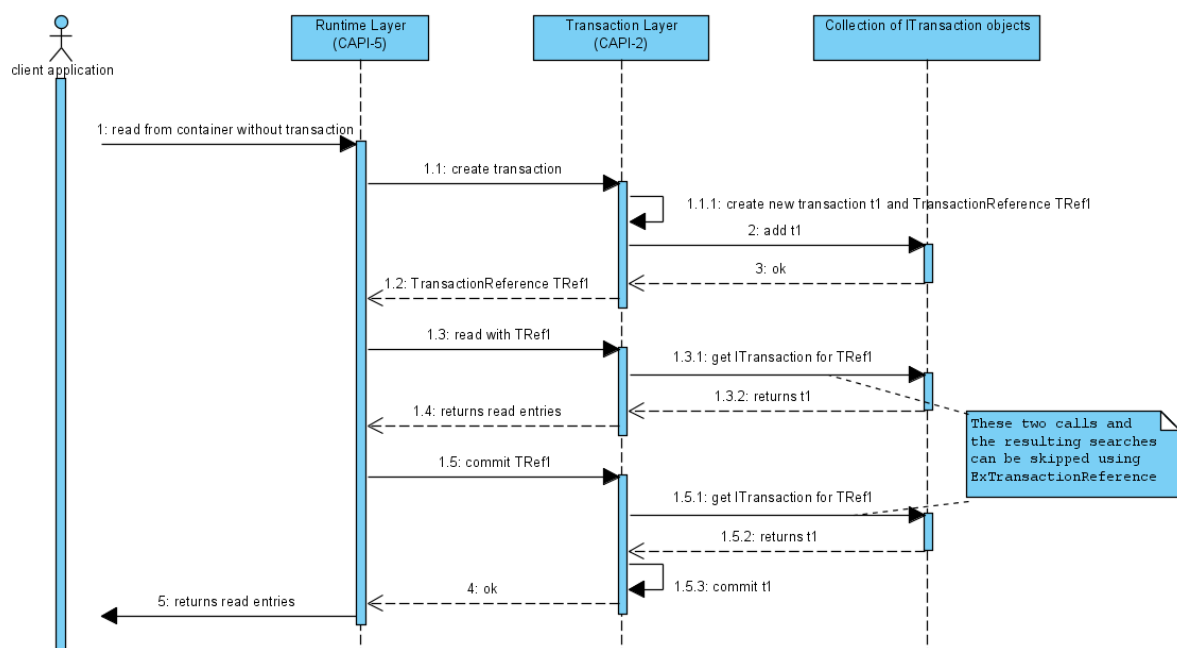 Runtime Layer
(CAPI-5)
Transaction Layer
(CAPI-2)
Collection of ITransaction objects
client application
1: read from container without transaction
1.1: create transaction
1.1.1: create new transaction t1 and TransactionReference TRef1
2: add t1
3: ok
1.2: TransactionReference TRef1
1.3: read with TRef1
1.3.1: get ITransaction for TRef1
1.3.2: returns t1
1.4: returns read entries
These two calls and
the resulting searches
can be skipped using
ExTransactionReference
1.5: commit TRef1
1.5.1: get ITransaction for TRef1
1.5.2: returns t1
1.5.3: commit t1
4: ok
5: returns read entries